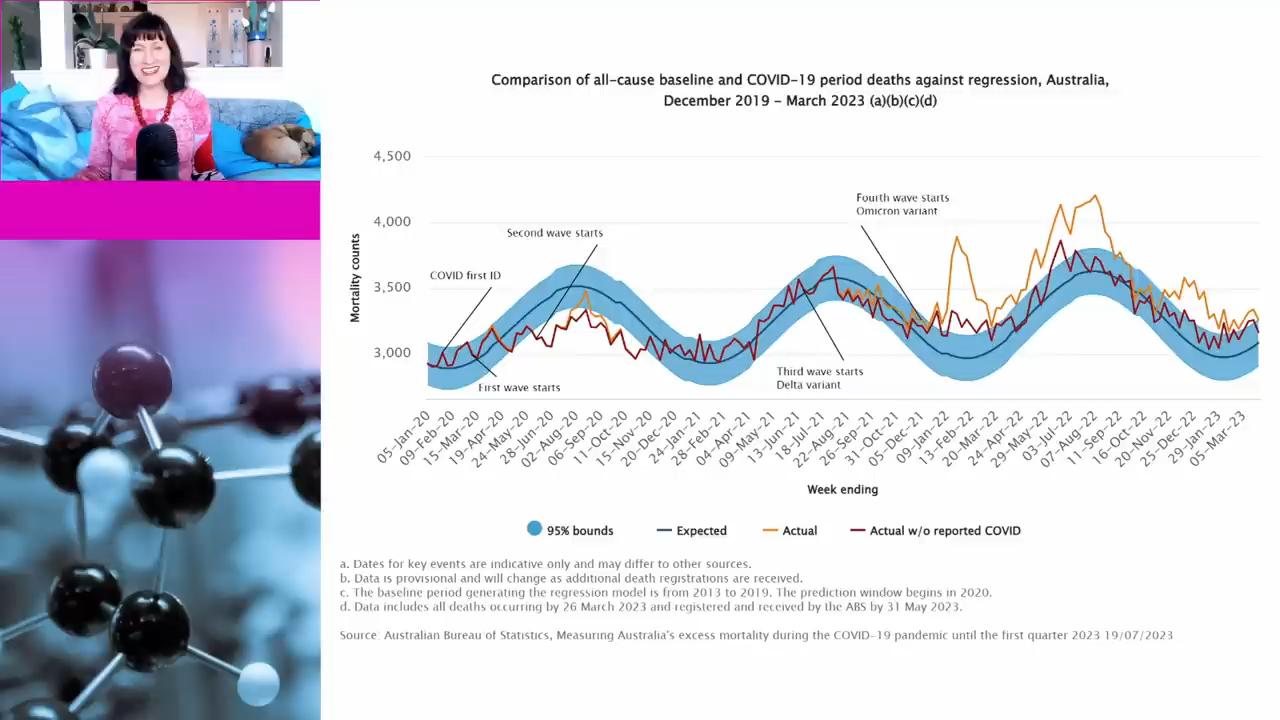 Comparison of all-cause baseline and COVID-19 period deaths against regression, Australia,
December 2019 – March 2023 (a)(b)(c)(d)
4,500
4,000
3,500
3,000
Mortality counts
Fourth wave starts
Omicron variant
Second wave starts
COVID first ID
First wave starts
Third wave starts
Delta variant
05-Jan-20
09-Feb-20
15-Mar-20
19-Apr-20
24-May-20
28-Jun-20
02-Aug-20
06-Sep-20
11-Oct-20
15-Nov-20
20-Dec-20
24-Jan-21
28-Feb-21
04-Apr-21
09-May-21
13-Jun-21
18-Jul-21
22-Aug-21
26-Sep-21
31-Oct-21
05-Dec-21
09-Jan-22
13-Feb-22
20-Mar-22
24-Apr-22
29-May-22
03-Jul-22
07-Aug-22
11-Sep-22
16-Oct-22
20-Nov-22
25-Dec-22
29-Jan-23
05-Mar-23
Week ending
95% bounds
Expected
Actual
Actual w/o reported COVID
a. Dates for key events are indicative only and may differ to other sources.
b. Data is provisional and will change as additional death registrations are received.
c. The baseline period generating the regression model is from 2013 to 2019. The prediction window begins in 2020.
d. Data includes all deaths occurring by 26 March 2023 and registered and received by the ABS by 31 May 2023.
Source: Australian Bureau of Statistics, Measuring Australia's excess mortality during the COVID-19 pandemic until the first quarter 2023 19/07/2023